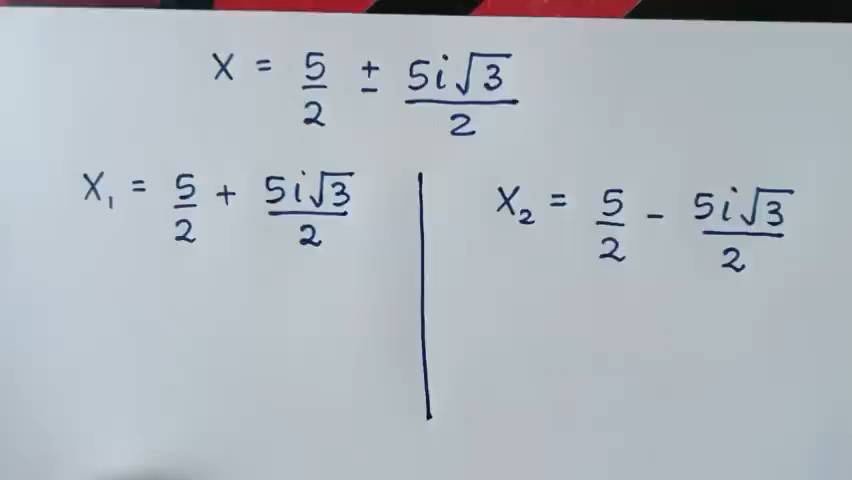 X = 5/2 ± 5i√3/2
X₁ = 5/2 + 5i√3/2
X₂ = 5/2 - 5i√3/2